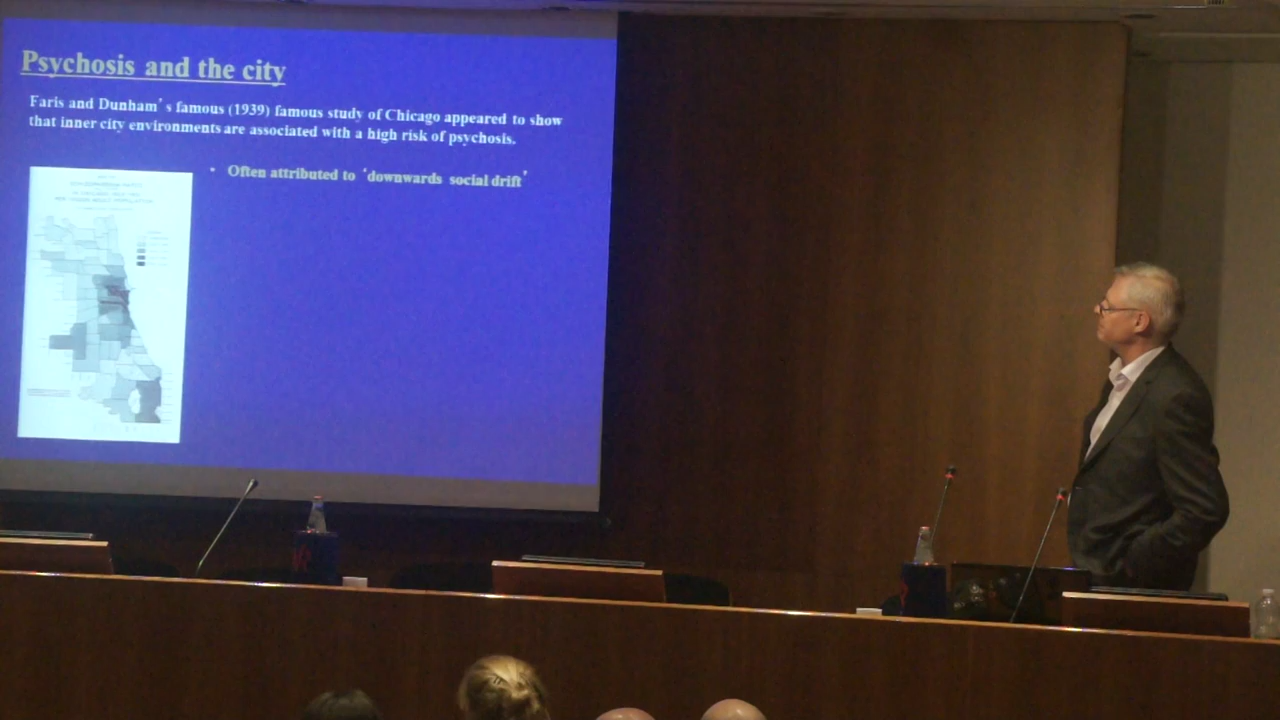 Psychosis and the city
Faris and Dunham’s famous (1939) famous study of Chicago appeared to show
that inner city environments are associated with a high risk of psychosis.
• Often attributed to ‘downwards social drift’